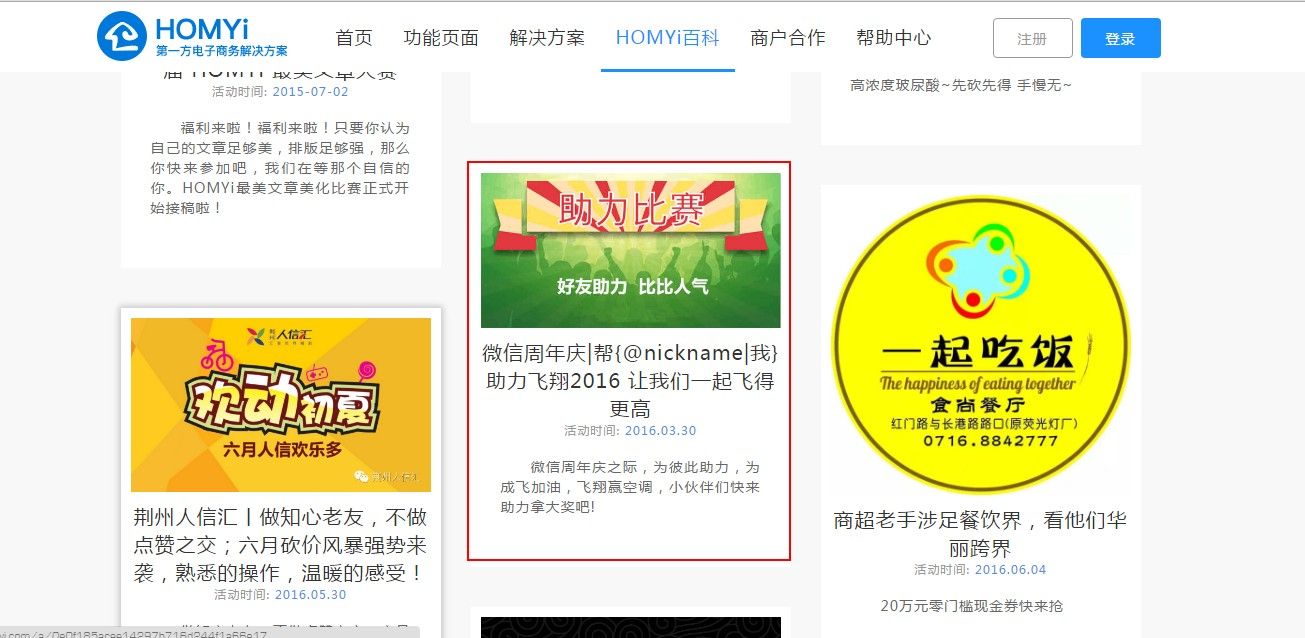 HOMYi
第一方电子商务解决方案
首页
功能页面
解决方案
HOMYi百科
商户合作
帮助中心
注册
登录
届 HOMYi 最美文章大赛
活动时间: 2015-07-02
福利来啦！福利来啦！只要你认为
自己的文章足够美，排版足够强，那么
你快来参加吧，我们在等那个自信的
你。HOMYi最美文章美化比赛正式开
始接稿啦！
荆州人信汇
欢动初夏
六月人信欢乐多
荆州人信汇
荆州人信汇丨做知心老友，不做
点赞之交；六月砍价风暴强势来
袭，熟悉的操作，温暖的感受！
活动时间: 2016.05.30
助力比赛
好友助力 比比人气
微信周年庆|帮{@nickname|我}
助力飞翔2016 让我们一起飞得
更高
活动时间: 2016.03.30
微信周年庆之际，为彼此助力，为
成飞加油，飞翔赢空调，小伙伴们快来
助力拿大奖吧!
高浓度玻尿酸~先砍先得 手慢无~
一起吃饭
The happiness of eating together
食尚餐厅
红门路与长港路路口(原荧光灯厂)
0716.8842777
商超老手涉足餐饮界，看他们华
丽跨界
活动时间: 2016.06.04
20万元零门槛现金券快来抢